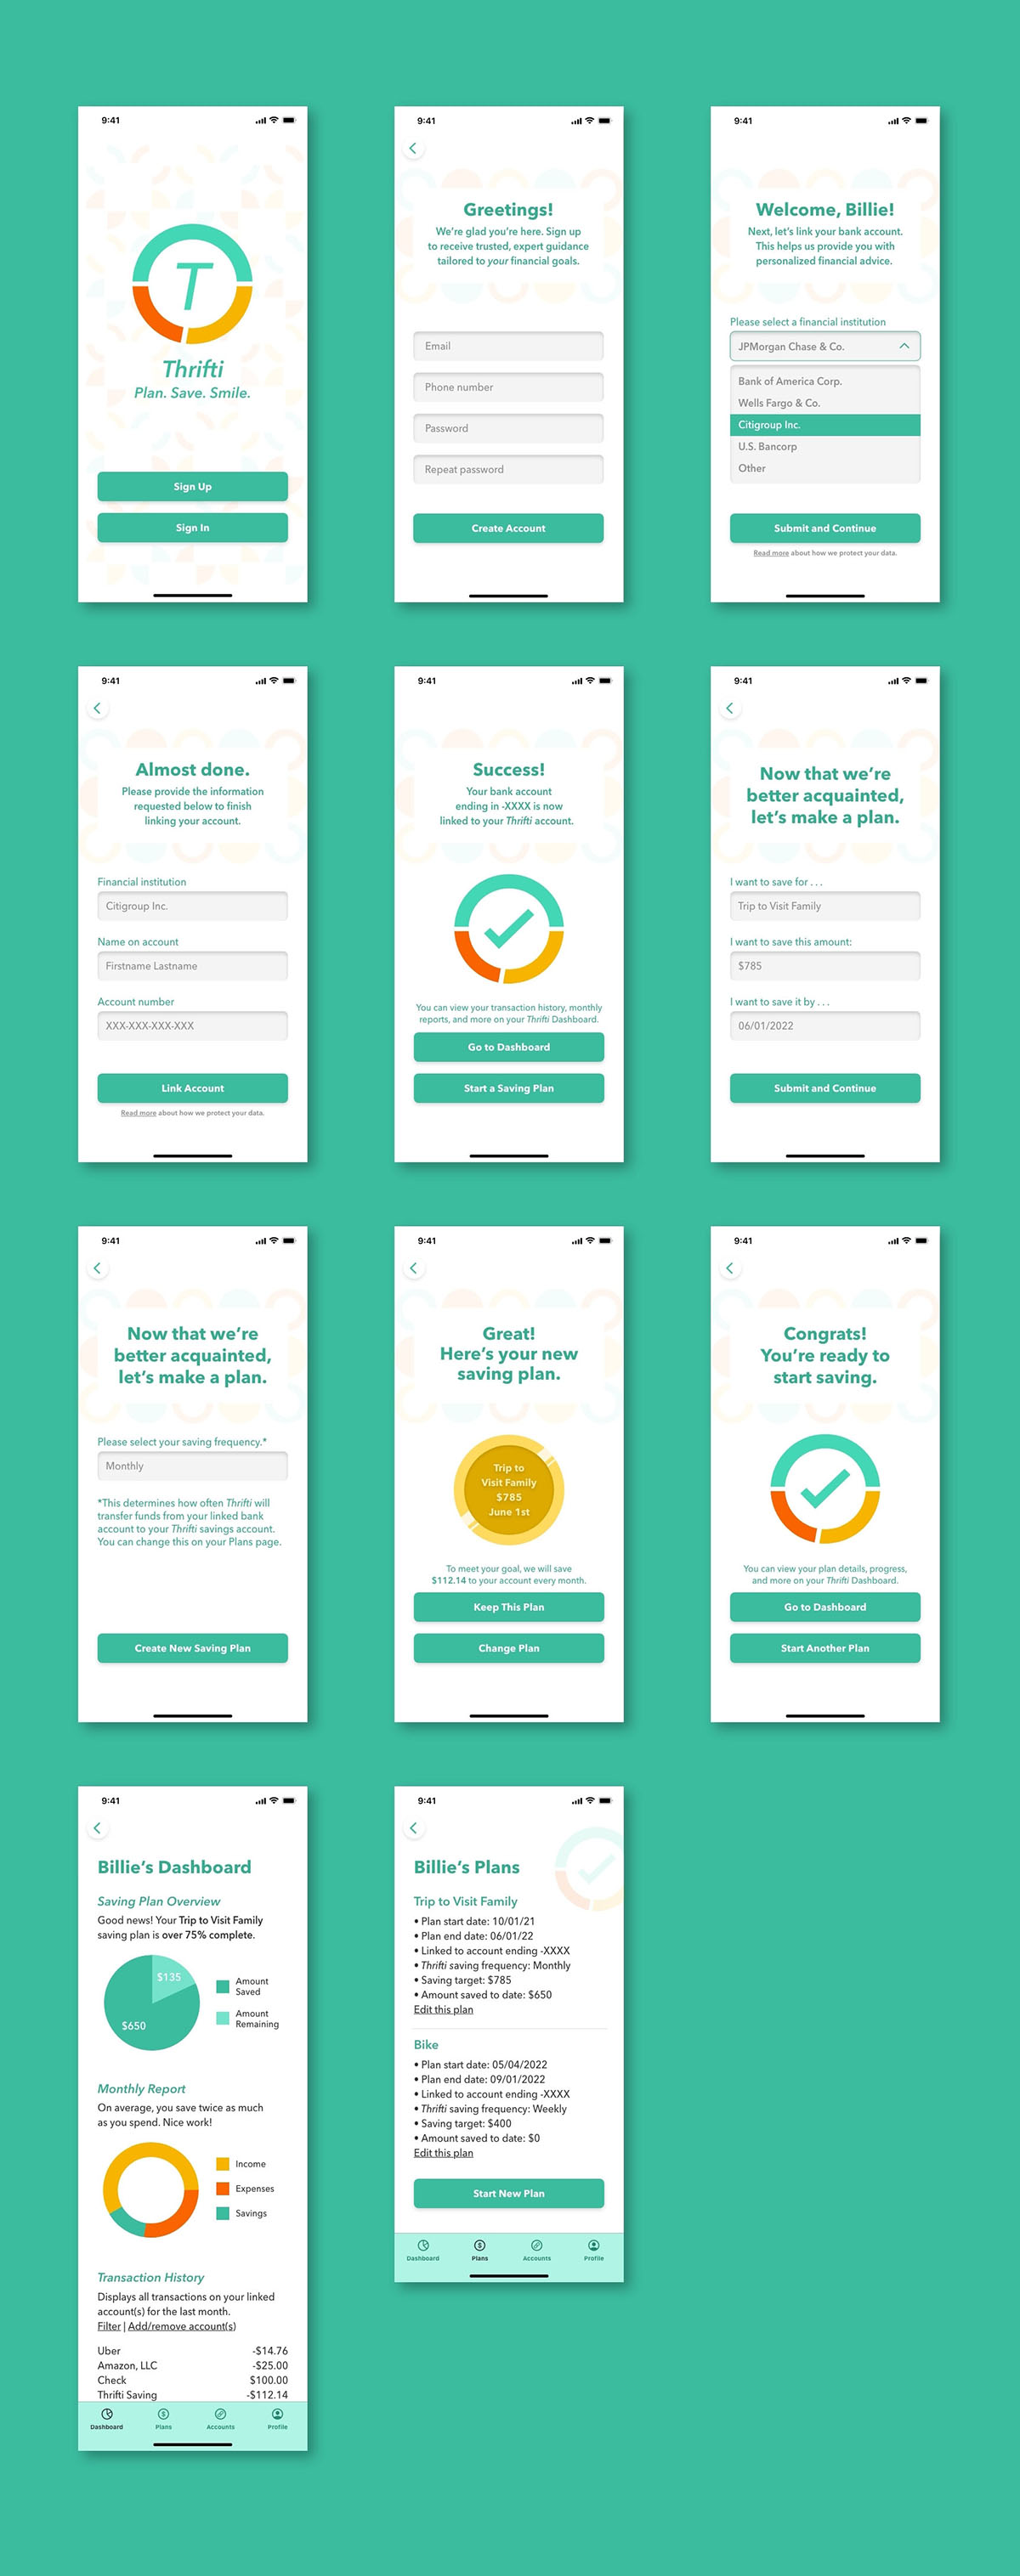 9:41
T
Thrifti
Plan. Save. Smile.
Sign Up
Sign In
9:41
Greetings!
We’re glad you’re here. Sign up
to receive trusted, expert guidance
tailored to your financial goals.
Email
Phone number
Password
Repeat password
Create Account
9:41
Welcome, Billie!
Next, let’s link your bank account.
This helps us provide you with
personalized financial advice.
Please select a financial institution
JPMorgan Chase & Co.
Bank of America Corp.
Wells Fargo & Co.
Citigroup Inc.
U.S. Bancorp
Other
Submit and Continue
Read more about how we protect your data.
9:41
Almost done.
Please provide the information
requested below to finish
linking your account.
Financial institution
Citigroup Inc.
Name on account
Firstname Lastname
Account number
XXX-XXX-XXX-XXX
Link Account
Read more about how we protect your data.
9:41
Success!
Your bank account
ending in -XXXX is now
linked to your Thrifti account.
You can view your transaction history, monthly
reports, and more on your Thrifti Dashboard.
Go to Dashboard
Start a Saving Plan
9:41
Now that we’re
better acquainted,
let’s make a plan.
I want to save for . . .
Trip to Visit Family
I want to save this amount:
$785
I want to save it by . . .
06/01/2022
Submit and Continue
9:41
Now that we’re
better acquainted,
let’s make a plan.
Please select your saving frequency.*
Monthly
*This determines how often Thrifti will
transfer funds from your linked bank
account to your Thrifti savings account.
You can change this on your Plans page.
Create New Saving Plan
9:41
Great!
Here’s your new
saving plan.
Trip to
Visit Family
$785
June 1st
To meet your goal, we will save
$112.14 to your account every month.
Keep This Plan
Change Plan
9:41
Congrats!
You’re ready to
start saving.
You can view your plan details, progress,
and more on your Thrifti Dashboard.
Go to Dashboard
Start Another Plan
9:41
Billie’s Dashboard
Saving Plan Overview
Good news! Your Trip to Visit Family
saving plan is over 75% complete.
$135
$650
Amount
Saved
Amount
Remaining
Monthly Report
On average, you save twice as much
as you spend. Nice work!
Income
Expenses
Savings
Transaction History
Displays all transactions on your linked
account(s) for the last month.
Filter | Add/remove account(s)
Uber -$14.76
Amazon, LLC -$25.00
Check $100.00
Thrifti Saving -$112.14
Dashboard Plans Accounts Profile
9:41
Billie’s Plans
Trip to Visit Family
• Plan start date: 10/01/21
• Plan end date: 06/01/22
• Linked to account ending -XXXX
• Thrifti saving frequency: Monthly
• Saving target: $785
• Amount saved to date: $650
Edit this plan
Bike
• Plan start date: 05/04/2022
• Plan end date: 09/01/2022
• Linked to account ending -XXXX
• Thrifti saving frequency: Weekly
• Saving target: $400
• Amount saved to date: $0
Edit this plan
Start New Plan
Dashboard Plans Accounts Profile